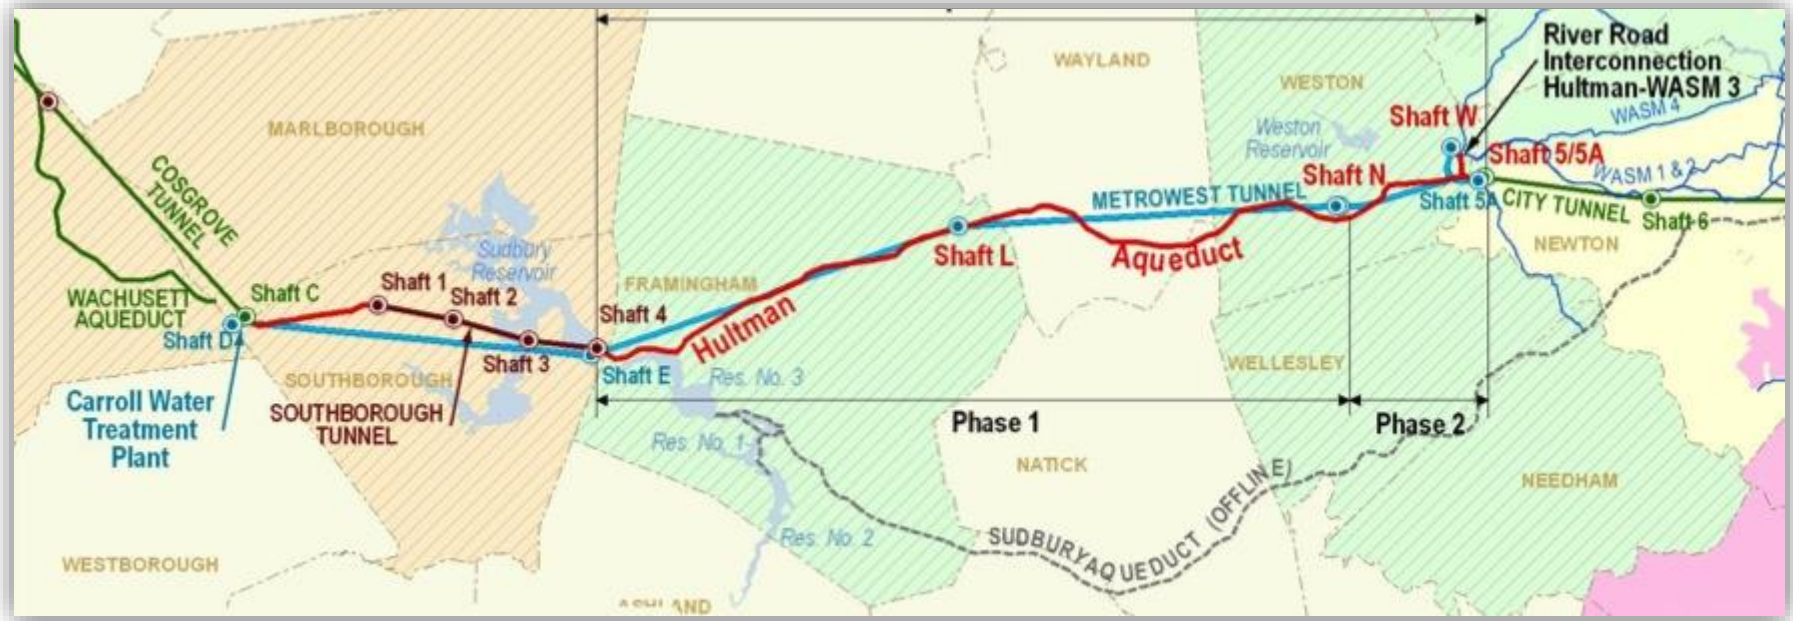 River Road
Interconnection
Hultman-WASM 3
WAYLAND
WESTON
MARLBOROUGH
WASM 4
Shaft W
Weston
Reservoir
Shaft 5/5A
WASM 1 & 2
COSGROVE
TUNNEL
Shaft N
METROWEST TUNNEL
Shaft 5A
CITY TUNNEL
Shaft 6
Sudbury
Reservoir
NEWTON
Shaft L
Aqueduct
Shaft 1
FRAMINGHAM
WACHUSETT
AQUEDUCT
Shaft C
Shaft 2
Shaft 4
Hultman
Shaft D
Shaft 3
Shaft E
WELLESLEY
SOUTHBOROUGH
Res. No. 3
Carroll Water
Treatment
Plant
SOUTHBOROUGH
TUNNEL
Phase 1
Phase 2
Res. No. 1
NATICK
NEEDHAM
SUDBURY AQUEDUCT (OFFLINE)
Res. No. 2
WESTBOROUGH
ASHLAND